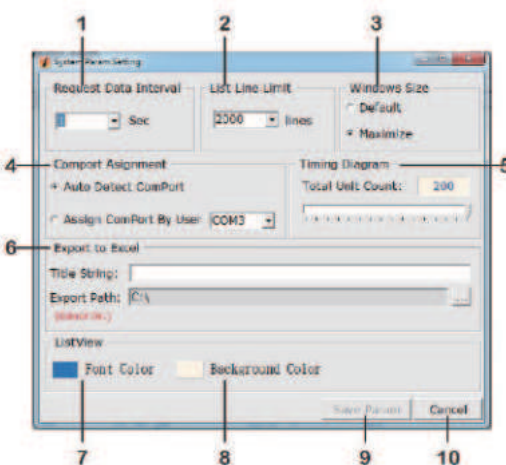 1 2 3
System Param Setting
Request Data Interval List Line Limit Windows Size
Sec 2000 lines Default
Maximize
4 Comport Asignment Timing Diagram 5
Auto Detect ComPort Total Unit Count: 200
Assign ComPort By User COM3
6 Export to Excel
Title String:
Export Path: C:\ ...
ListView
Font Color Background Color
Save Param Cancel
7 8 9 10